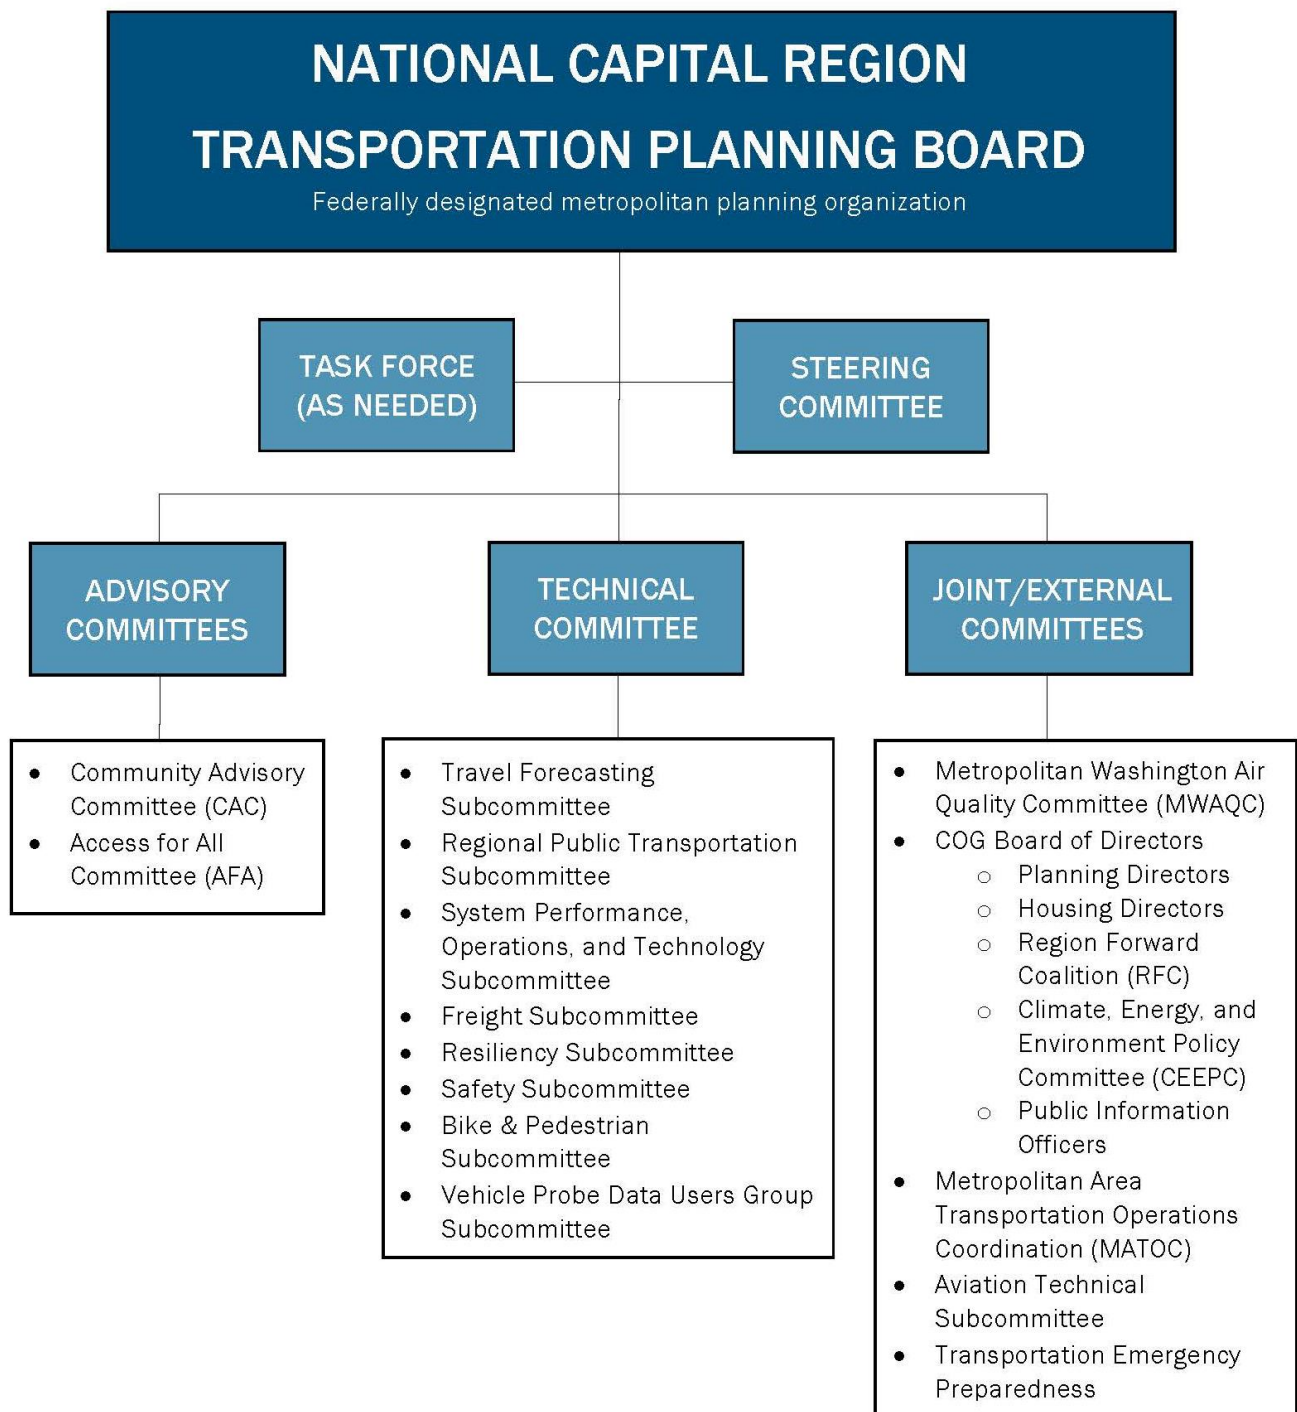 NATIONAL CAPITAL REGION
TRANSPORTATION PLANNING BOARD
Federally designated metropolitan planning organization
TASK FORCE
(AS NEEDED)
STEERING
COMMITTEE
ADVISORY
COMMITTEES
TECHNICAL
COMMITTEE
JOINT/EXTERNAL
COMMITTEES
● Community Advisory
Committee (CAC)
● Access for All
Committee (AFA)
● Travel Forecasting
Subcommittee
● Regional Public Transportation
Subcommittee
● System Performance,
Operations, and Technology
Subcommittee
● Freight Subcommittee
● Resiliency Subcommittee
● Safety Subcommittee
● Bike & Pedestrian
Subcommittee
● Vehicle Probe Data Users Group
Subcommittee
● Metropolitan Washington Air
Quality Committee (MWAQC)
● COG Board of Directors
○ Planning Directors
○ Housing Directors
○ Region Forward
Coalition (RFC)
○ Climate, Energy, and
Environment Policy
Committee (CEEPC)
○ Public Information
Officers
● Metropolitan Area
Transportation Operations
Coordination (MATOC)
● Aviation Technical
Subcommittee
● Transportation Emergency
Preparedness